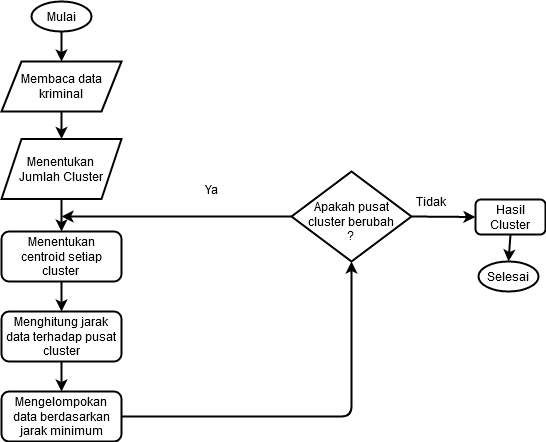 Mulai
Membaca data
kriminal
Menentukan
Jumlah Cluster
Ya
Apakah pusat
cluster berubah
?
Tidak
Hasil
Cluster
Menentukan
centroid setiap
cluster
Selesai
Menghitung jarak
data terhadap pusat
cluster
Mengelompokan
data berdasarkan
jarak minimum